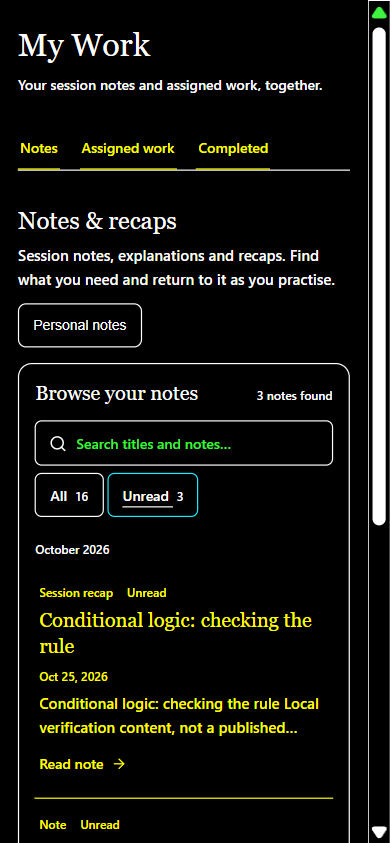 My Work
Your session notes and assigned work, together.
Notes Assigned work Completed
Notes & recaps
Session notes, explanations and recaps. Find
what you need and return to it as you practise.
Personal notes
Browse your notes 3 notes found
Search titles and notes...
All 16 Unread 3
October 2026
Session recap Unread
Conditional logic: checking the
rule
Oct 25, 2026
Conditional logic: checking the rule Local
verification content, not a published...
Read note →
Note Unread